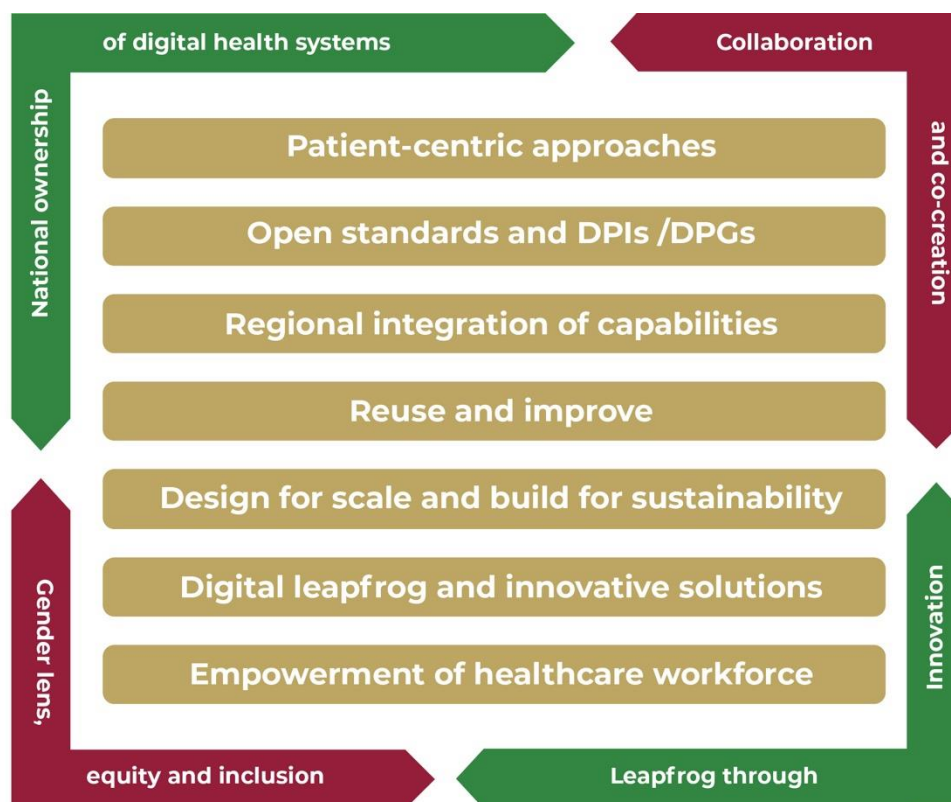 National ownership
of digital health systems
Collaboration
and co-creation
Patient-centric approaches
Open standards and DPIs /DPGs
Regional integration of capabilities
Reuse and improve
Design for scale and build for sustainability
Digital leapfrog and innovative solutions
Empowerment of healthcare workforce
Gender lens,
equity and inclusion
Leapfrog through
Innovation